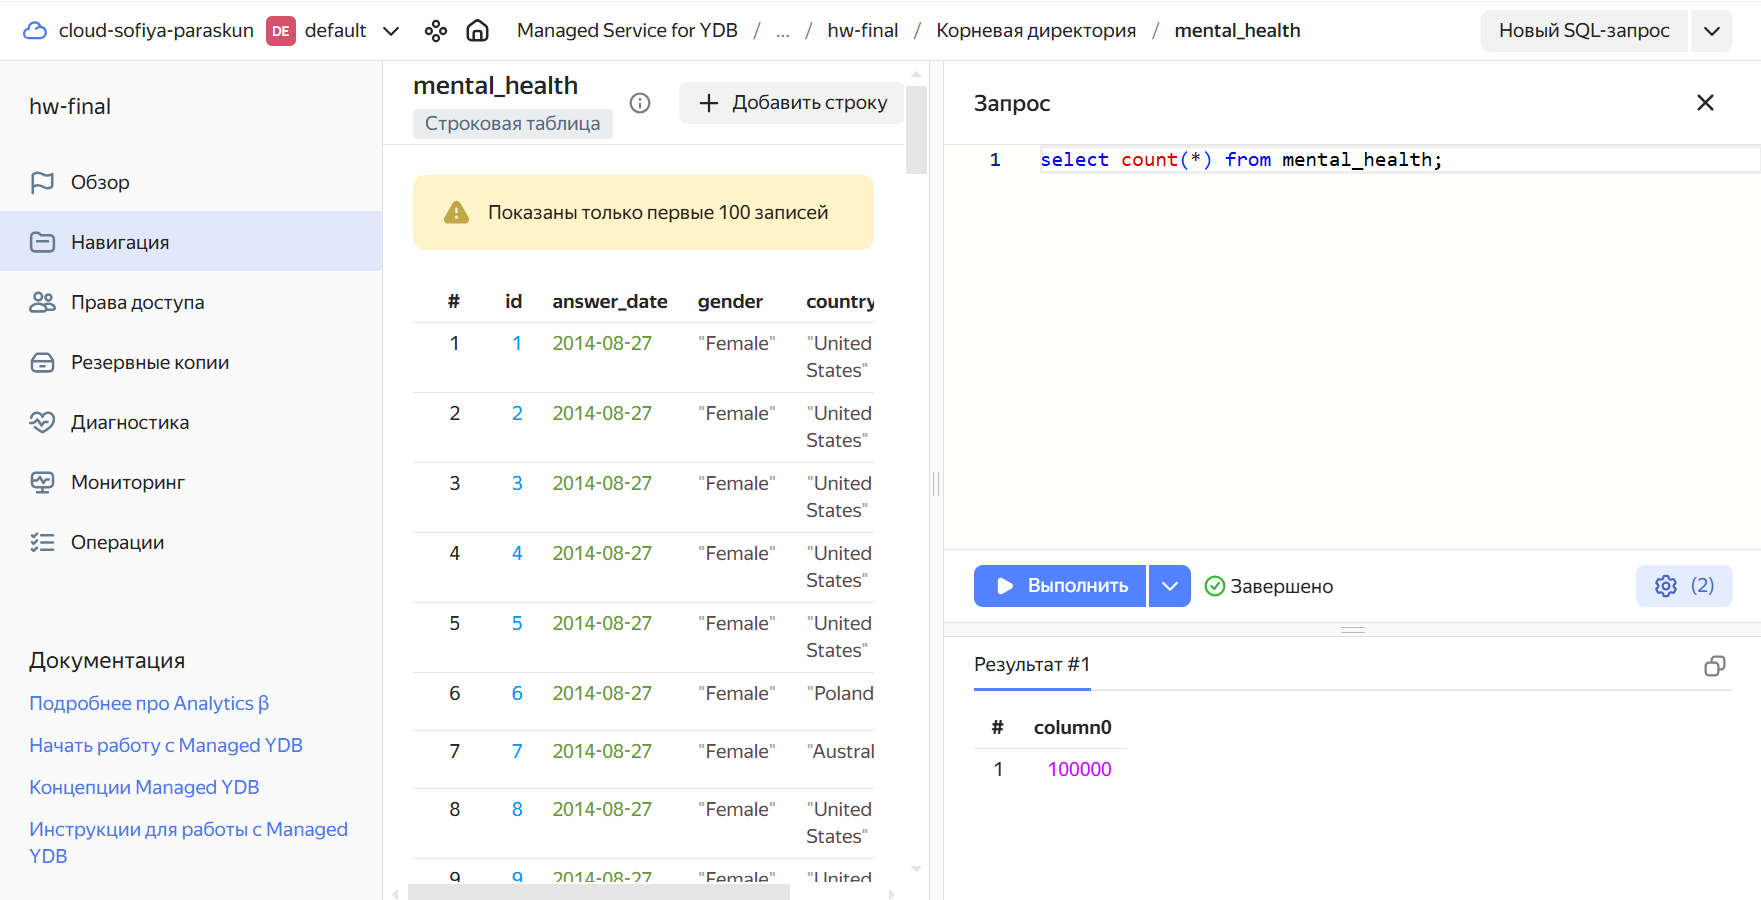 cloud-sofiya-paraskun DE default Managed Service for YDB / ... / hw-final / Корневая директория / mental_health Новый SQL-запрос
hw-final
Обзор
Навигация
Права доступа
Резервные копии
Диагностика
Мониторинг
Операции
Документация
Подробнее про Analytics β
Начать работу с Managed YDB
Концепции Managed YDB
Инструкции для работы с Managed
YDB
mental_health
Строковая таблица
Добавить строку
Показаны только первые 100 записей
# id answer_date gender country
1 1 2014-08-27 "Female" "United
States"
2 2 2014-08-27 "Female" "United
States"
3 3 2014-08-27 "Female" "United
States"
4 4 2014-08-27 "Female" "United
States"
5 5 2014-08-27 "Female" "United
States"
6 6 2014-08-27 "Female" "Poland
7 7 2014-08-27 "Female" "Austral
8 8 2014-08-27 "Female" "United
States"
9 9 2014-08-27 "Female" "United
Запрос
1 select count(*) from mental_health;
Выполнить Завершено (2)
Результат #1
# column0
1 100000